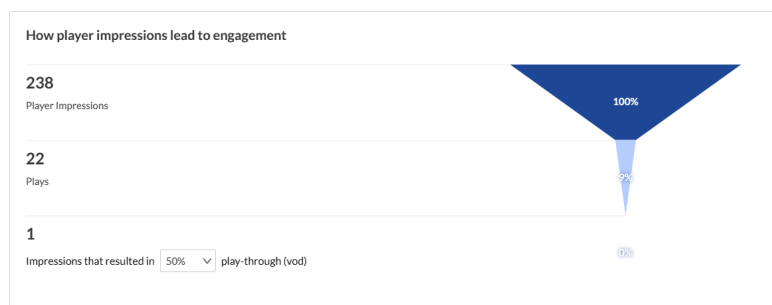 How player impressions lead to engagement
238
Player Impressions
100%
22
Plays
9%
1
Impressions that resulted in 50% play-through (vod)
0%